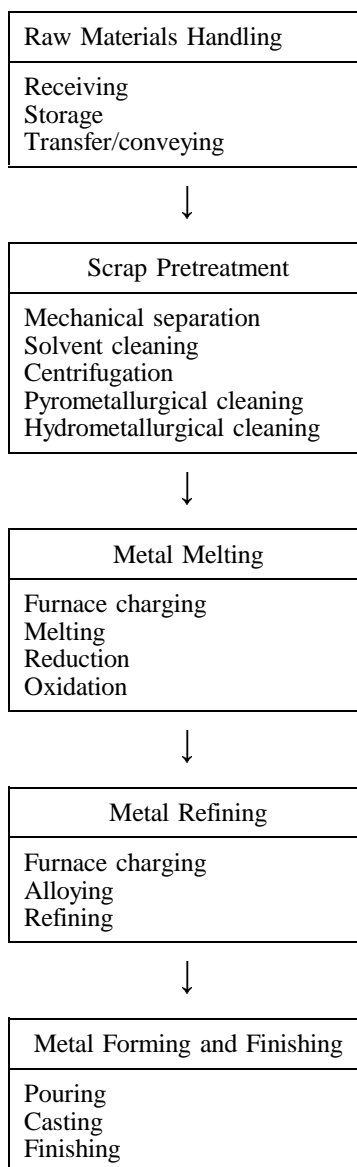 Raw Materials Handling
Receiving
Storage
Transfer/conveying
Scrap Pretreatment
Mechanical separation
Solvent cleaning
Centrifugation
Pyrometallurgical cleaning
Hydrometallurgical cleaning
Metal Melting
Furnace charging
Melting
Reduction
Oxidation
Metal Refining
Furnace charging
Alloying
Refining
Metal Forming and Finishing
Pouring
Casting
Finishing